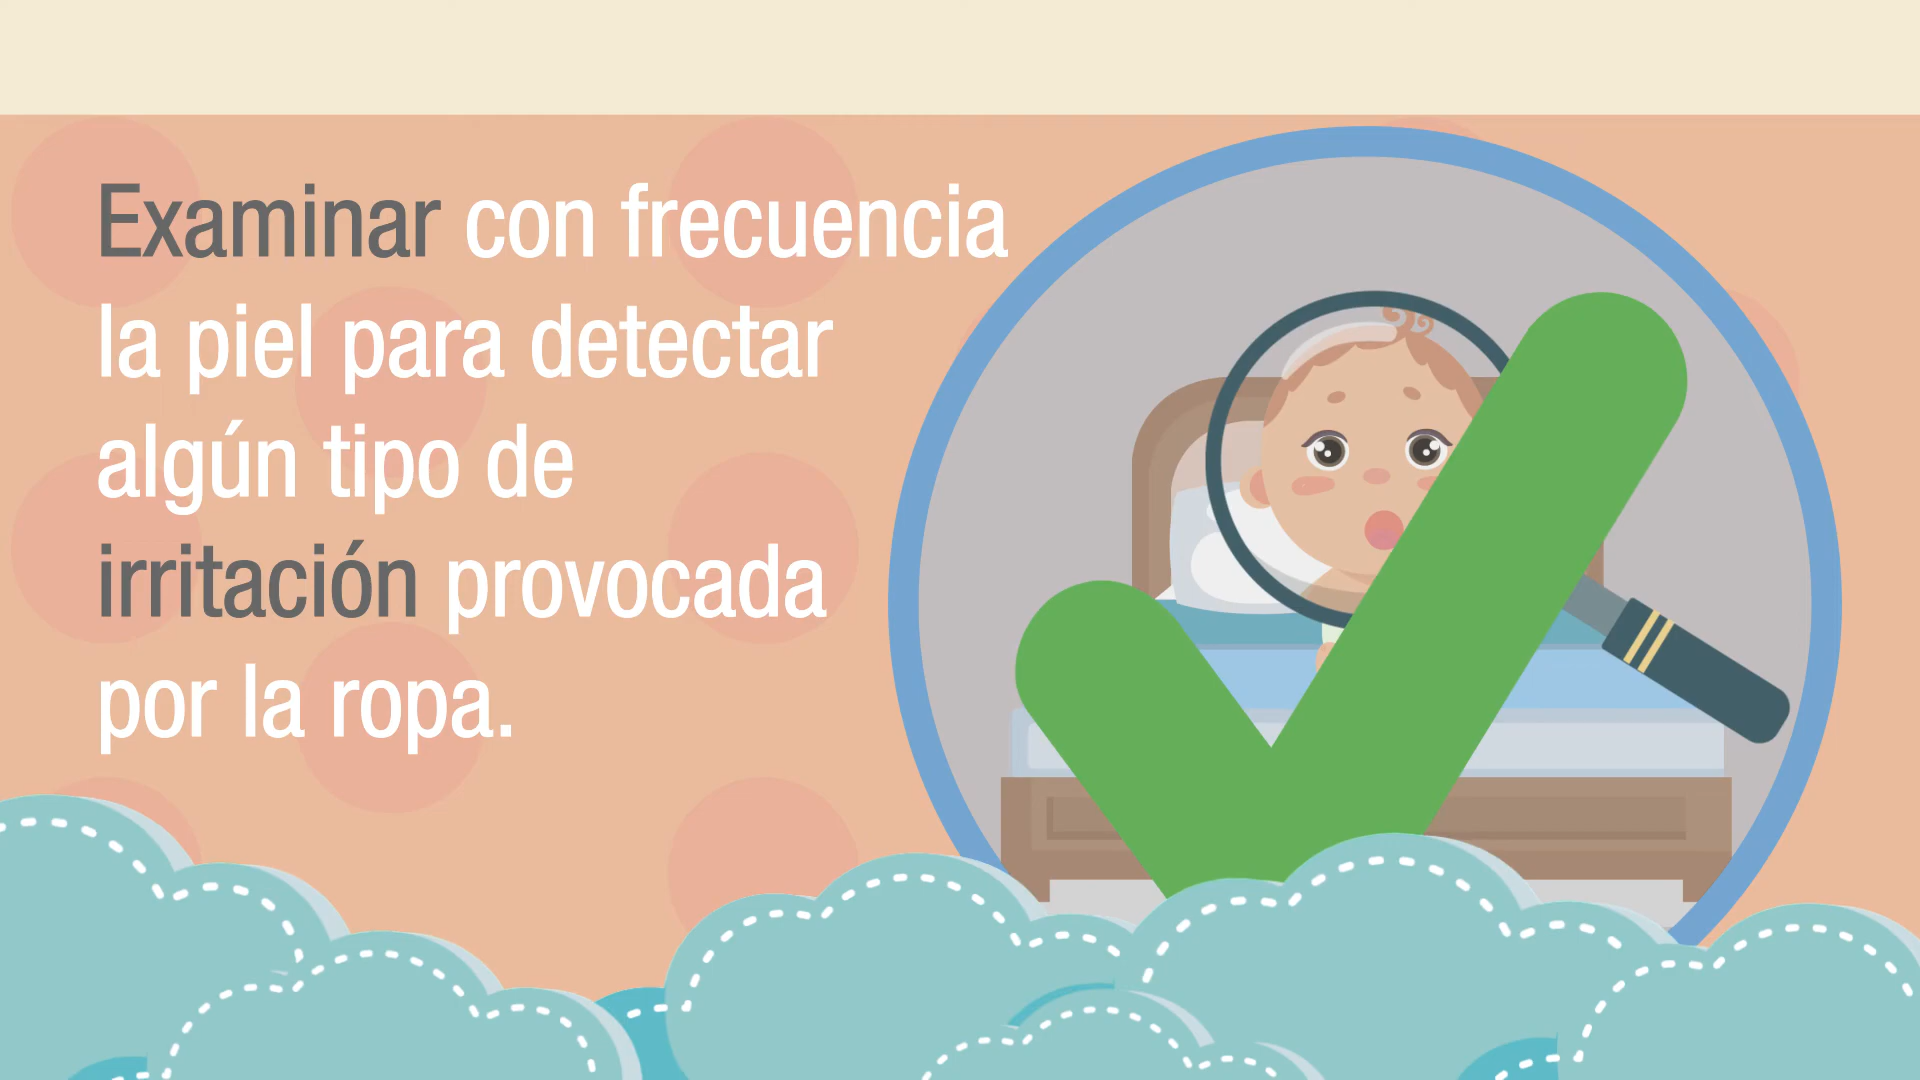 Examinar con frecuencia
la piel para detectar
algún tipo de
irritación provocada
por la ropa.